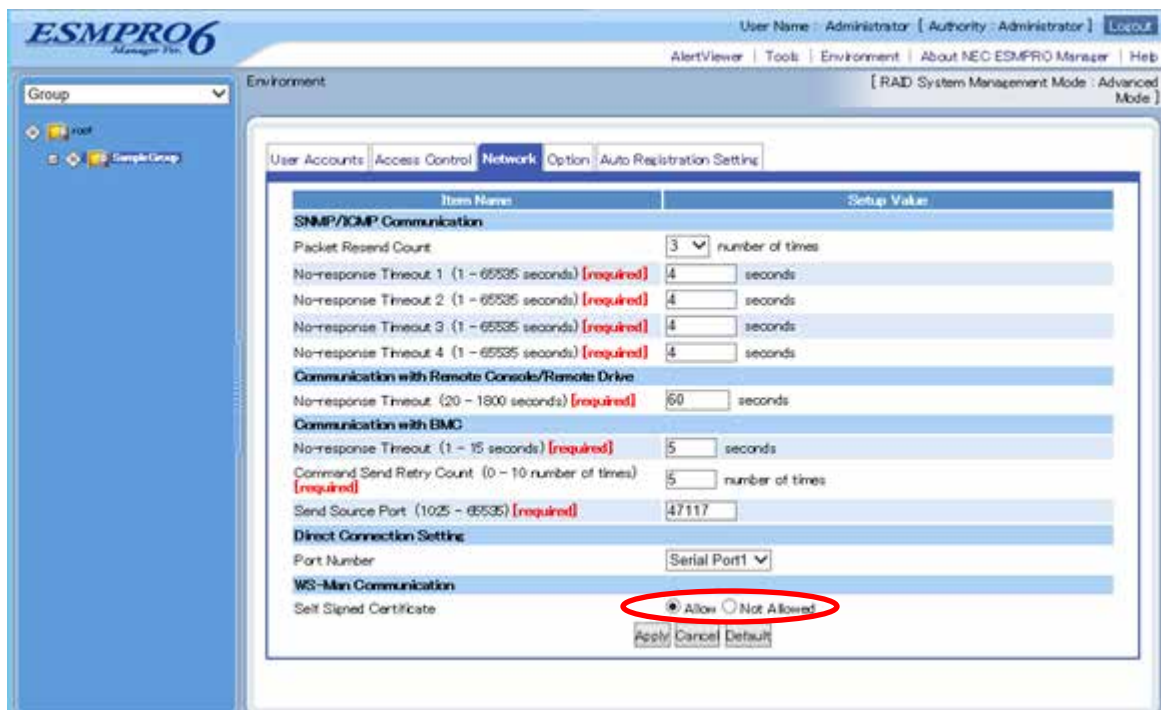 ESMPRO6
Manager Ver.
User Name : Administrator [ Authority : Administrator ] Logout
AlertViewer | Tools | Environment | About NEC ESMPRO Manager | Help
Group
Environment
[ RAID System Management Mode : Advanced Mode ]
root
SampleGroup
User Accounts Access Control Network Option Auto Registration Setting
Item Name Setup Value
SNMP/ICMP Communication
Packet Resend Count 3 number of times
No-response Timeout 1 (1 - 65535 seconds) [required] 4 seconds
No-response Timeout 2 (1 - 65535 seconds) [required] 4 seconds
No-response Timeout 3 (1 - 65535 seconds) [required] 4 seconds
No-response Timeout 4 (1 - 65535 seconds) [required] 4 seconds
Communication with Remote Console/Remote Drive
No-response Timeout (20 - 1800 seconds) [required] 60 seconds
Communication with BMC
No-response Timeout (1 - 15 seconds) [required] 5 seconds
Command Send Retry Count (0 - 10 number of times) [required] 5 number of times
Send Source Port (1025 - 65535) [required] 47117
Direct Connection Setting
Port Number Serial Port1
WS-Man Communication
Self Signed Certificate Allow Not Allowed
Apply Cancel Default